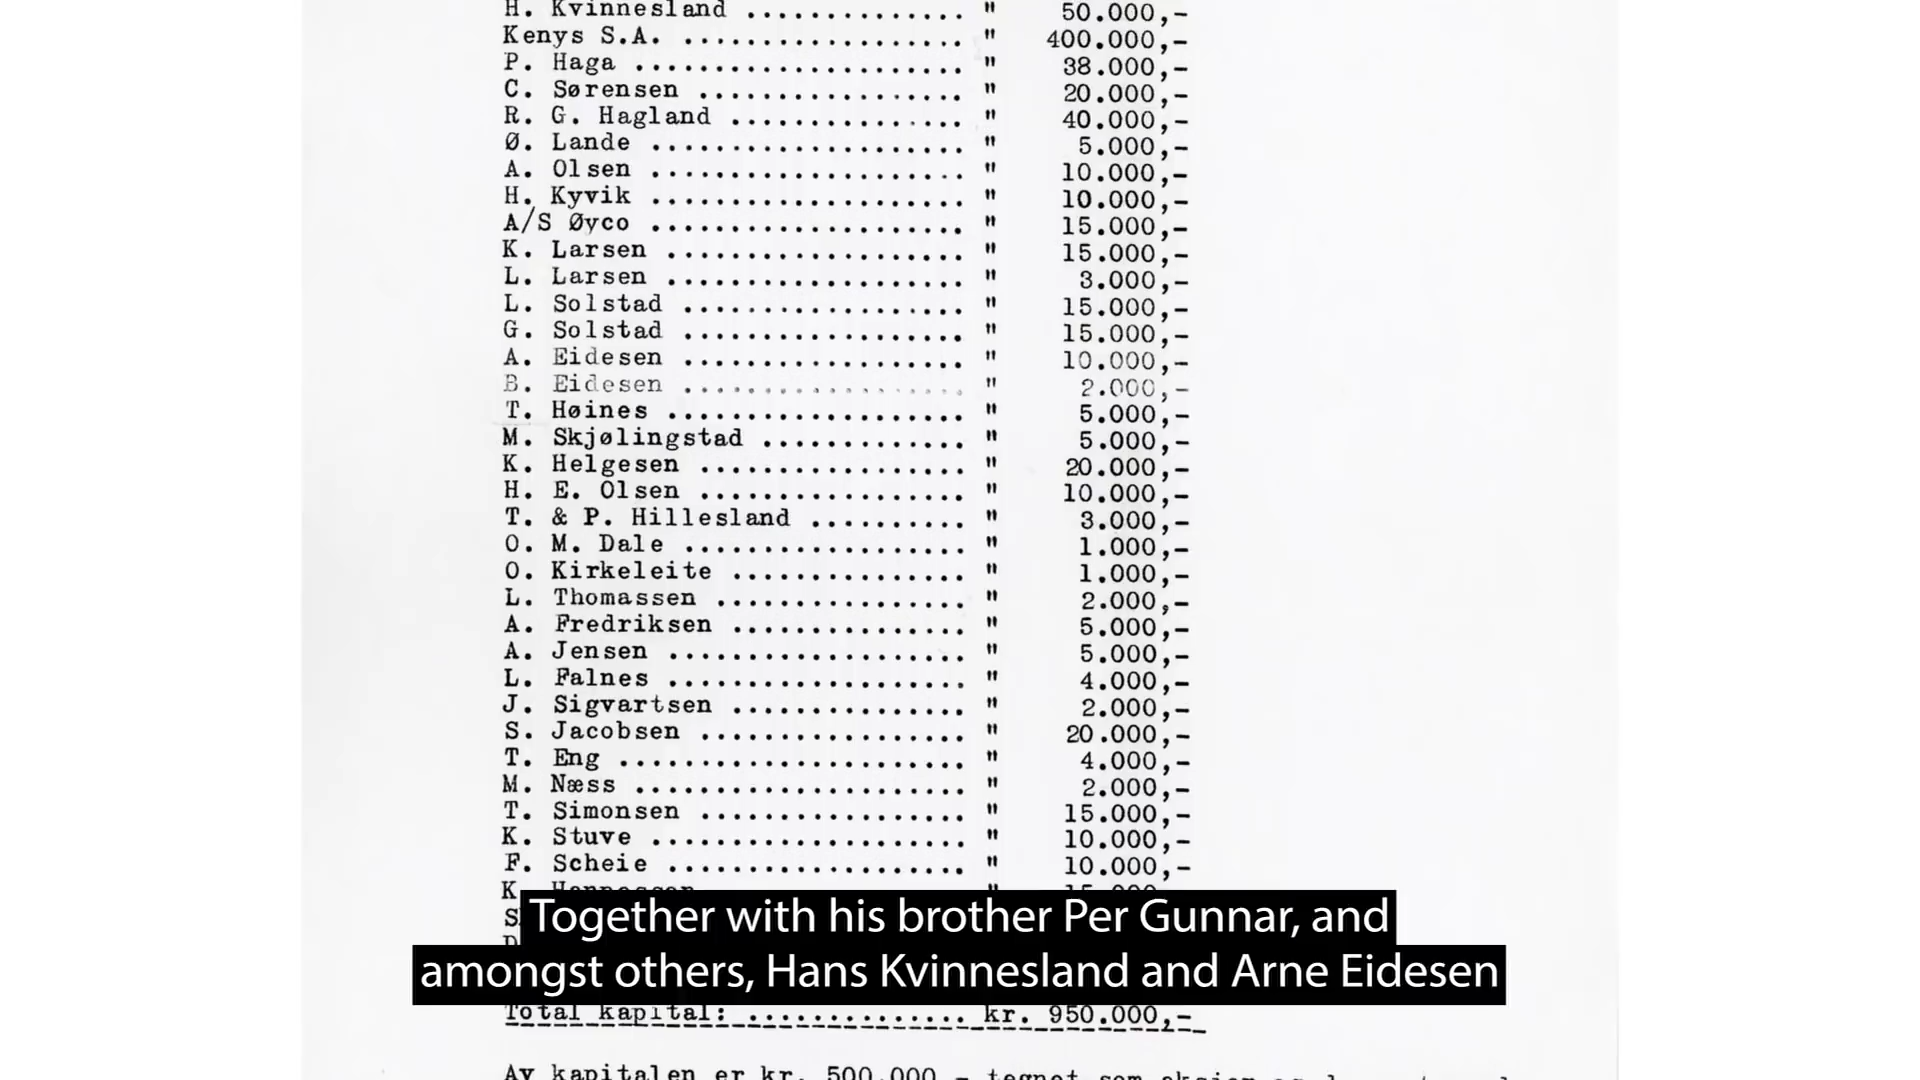 H. Kvinnesland .............. " 50.000,-
Kenys S.A. .................. " 400.000,-
P. Haga ..................... " 38.000,-
C. Sørensen ................. " 20.000,-
R. G. Hagland ............... " 40.000,-
Ø. Lande .................... " 5.000,-
A. Olsen .................... " 10.000,-
H. Kyvik .................... " 10.000,-
A/S Øyco .................... " 15.000,-
K. Larsen ................... " 15.000,-
L. Larsen ................... " 3.000,-
L. Solstad .................. " 15.000,-
G. Solstad .................. " 15.000,-
A. Eidesen .................. " 10.000,-
B. Eidesen .................. " 2.000,-
T. Høines ................... " 5.000,-
M. Skjølingstad ............. " 5.000,-
K. Helgesen ................. " 20.000,-
H. E. Olsen ................. " 10.000,-
T. & P. Hillesland .......... " 3.000,-
O. M. Dale .................. " 1.000,-
O. Kirkeleite ............... " 1.000,-
L. Thomassen ................ " 2.000,-
A. Fredriksen ............... " 5.000,-
A. Jensen ................... " 5.000,-
L. Falnes ................... " 4.000,-
J. Sigvartsen ............... " 2.000,-
S. Jacobsen ................. " 20.000,-
T. Eng ...................... " 4.000,-
M. Næss ..................... " 2.000,-
T. Simonsen ................. " 15.000,-
K. Stuve .................... " 10.000,-
F. Scheie ................... " 10.000,-
K.
Together with his brother Per Gunnar, and
amongst others, Hans Kvinnesland and Arne Eidesen
Total kapital: .............. kr. 950.000,-
Av kapitalen er kr. 500.000 - tegnet som aksjer